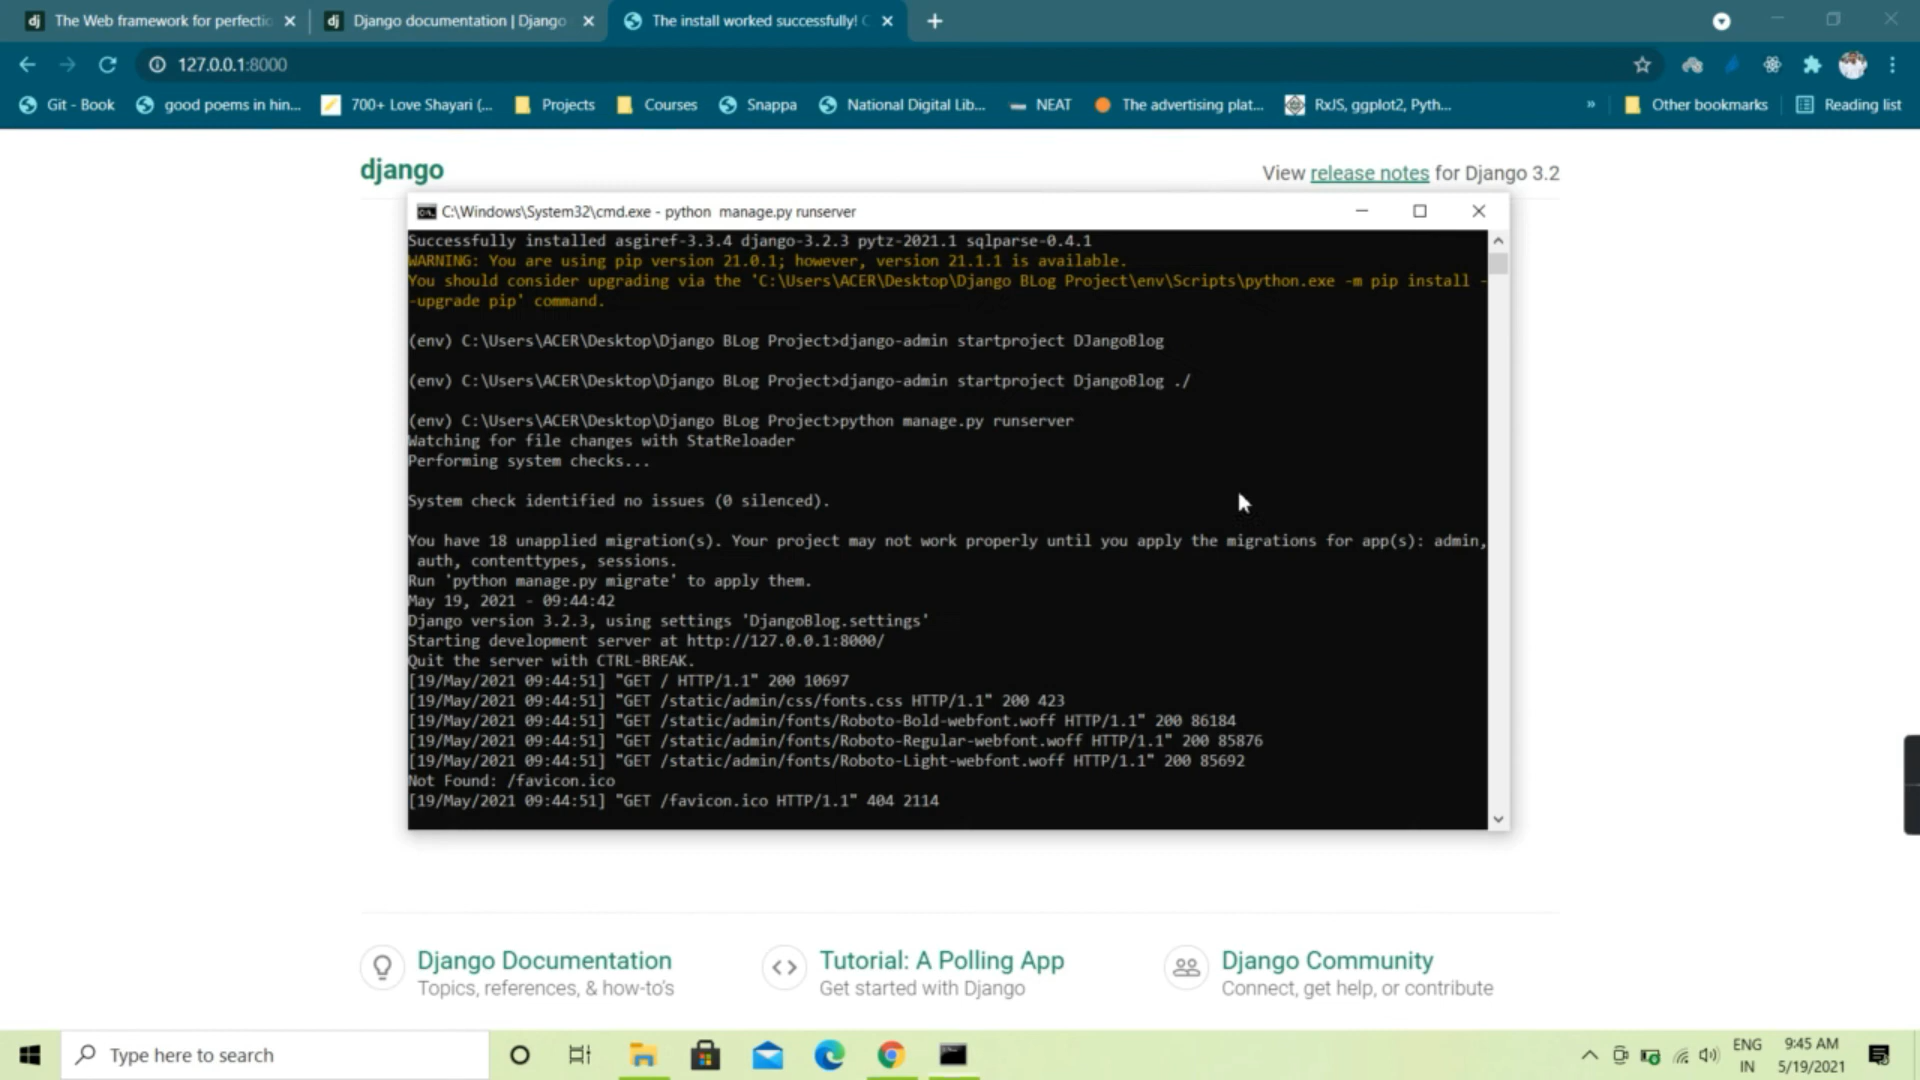 The Web framework for perfectio
Django documentation | Django
The install worked successfully! C
127.0.0.1:8000
Git - Book
good poems in hin...
700+ Love Shayari (...
Projects
Courses
Snappa
National Digital Lib...
NEAT
The advertising plat...
RxJS, ggplot2, Pyth...
»
Other bookmarks
Reading list
django
View release notes for Django 3.2
C:\Windows\System32\cmd.exe - python  manage.py runserver
Successfully installed asgiref-3.3.4 django-3.2.3 pytz-2021.1 sqlparse-0.4.1
WARNING: You are using pip version 21.0.1; however, version 21.1.1 is available.
You should consider upgrading via the 'C:\Users\ACER\Desktop\Django BLog Project\env\Scripts\python.exe -m pip install -
-upgrade pip' command.
(env) C:\Users\ACER\Desktop\Django BLog Project>django-admin startproject DJangoBlog
(env) C:\Users\ACER\Desktop\Django BLog Project>django-admin startproject DjangoBlog ./
(env) C:\Users\ACER\Desktop\Django BLog Project>python manage.py runserver
Watching for file changes with StatReloader
Performing system checks...
System check identified no issues (0 silenced).
You have 18 unapplied migration(s). Your project may not work properly until you apply the migrations for app(s): admin,
 auth, contenttypes, sessions.
Run 'python manage.py migrate' to apply them.
May 19, 2021 - 09:44:42
Django version 3.2.3, using settings 'DjangoBlog.settings'
Starting development server at http://127.0.0.1:8000/
Quit the server with CTRL-BREAK.
[19/May/2021 09:44:51] "GET / HTTP/1.1" 200 10697
[19/May/2021 09:44:51] "GET /static/admin/css/fonts.css HTTP/1.1" 200 423
[19/May/2021 09:44:51] "GET /static/admin/fonts/Roboto-Bold-webfont.woff HTTP/1.1" 200 86184
[19/May/2021 09:44:51] "GET /static/admin/fonts/Roboto-Regular-webfont.woff HTTP/1.1" 200 85876
[19/May/2021 09:44:51] "GET /static/admin/fonts/Roboto-Light-webfont.woff HTTP/1.1" 200 85692
Not Found: /favicon.ico
[19/May/2021 09:44:51] "GET /favicon.ico HTTP/1.1" 404 2114
Django Documentation
Topics, references, & how-to's
Tutorial: A Polling App
Get started with Django
Django Community
Connect, get help, or contribute
Type here to search
ENG
IN
9:45 AM
5/19/2021